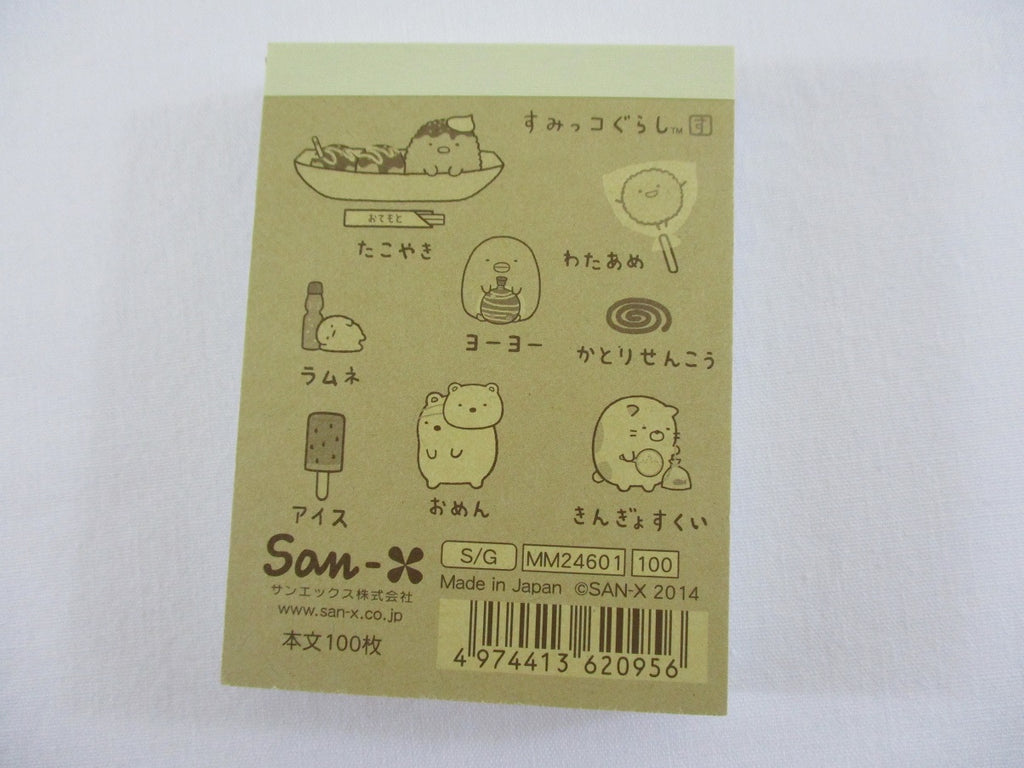 すみっコぐらし™ す
おてもと
たこやき
わたあめ
ヨーヨー
かとりせんこう
ラムネ
アイス
おめん
きんぎょすくい
San-X
サンエックス株式会社
www.san-x.co.jp
本文100枚
S/G MM24601 100
Made in Japan ©SAN-X 2014
4 974413 620956